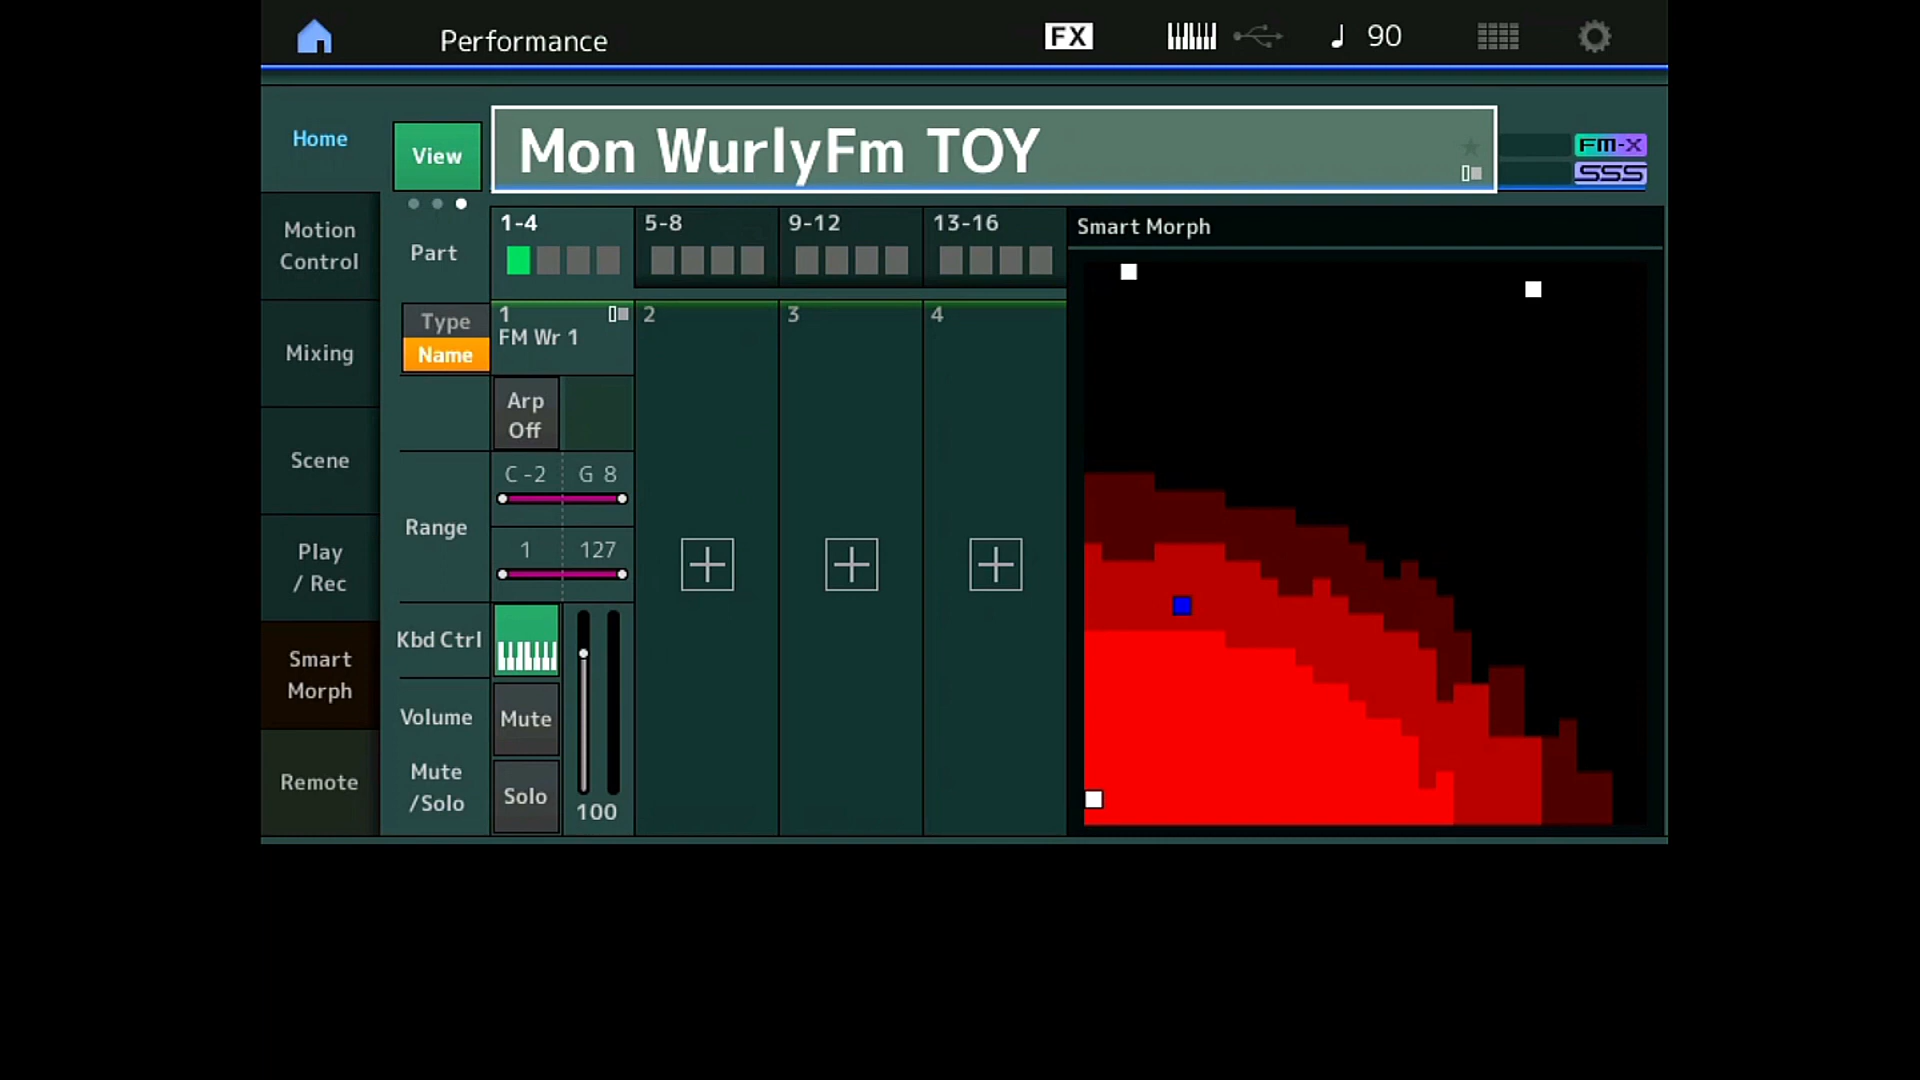 Performance
FX
90
Home
View
Mon WurlyFm TOY
FM-X
SSS
Motion
Control
Part
1-4
5-8
9-12
13-16
Smart Morph
Type
Name
1
FM Wr 1
2
3
4
Mixing
Arp
Off
Scene
Range
C -2
G 8
1
127
Play
/ Rec
Kbd Ctrl
Smart
Morph
Volume
Mute
Mute
/Solo
Solo
100
Remote